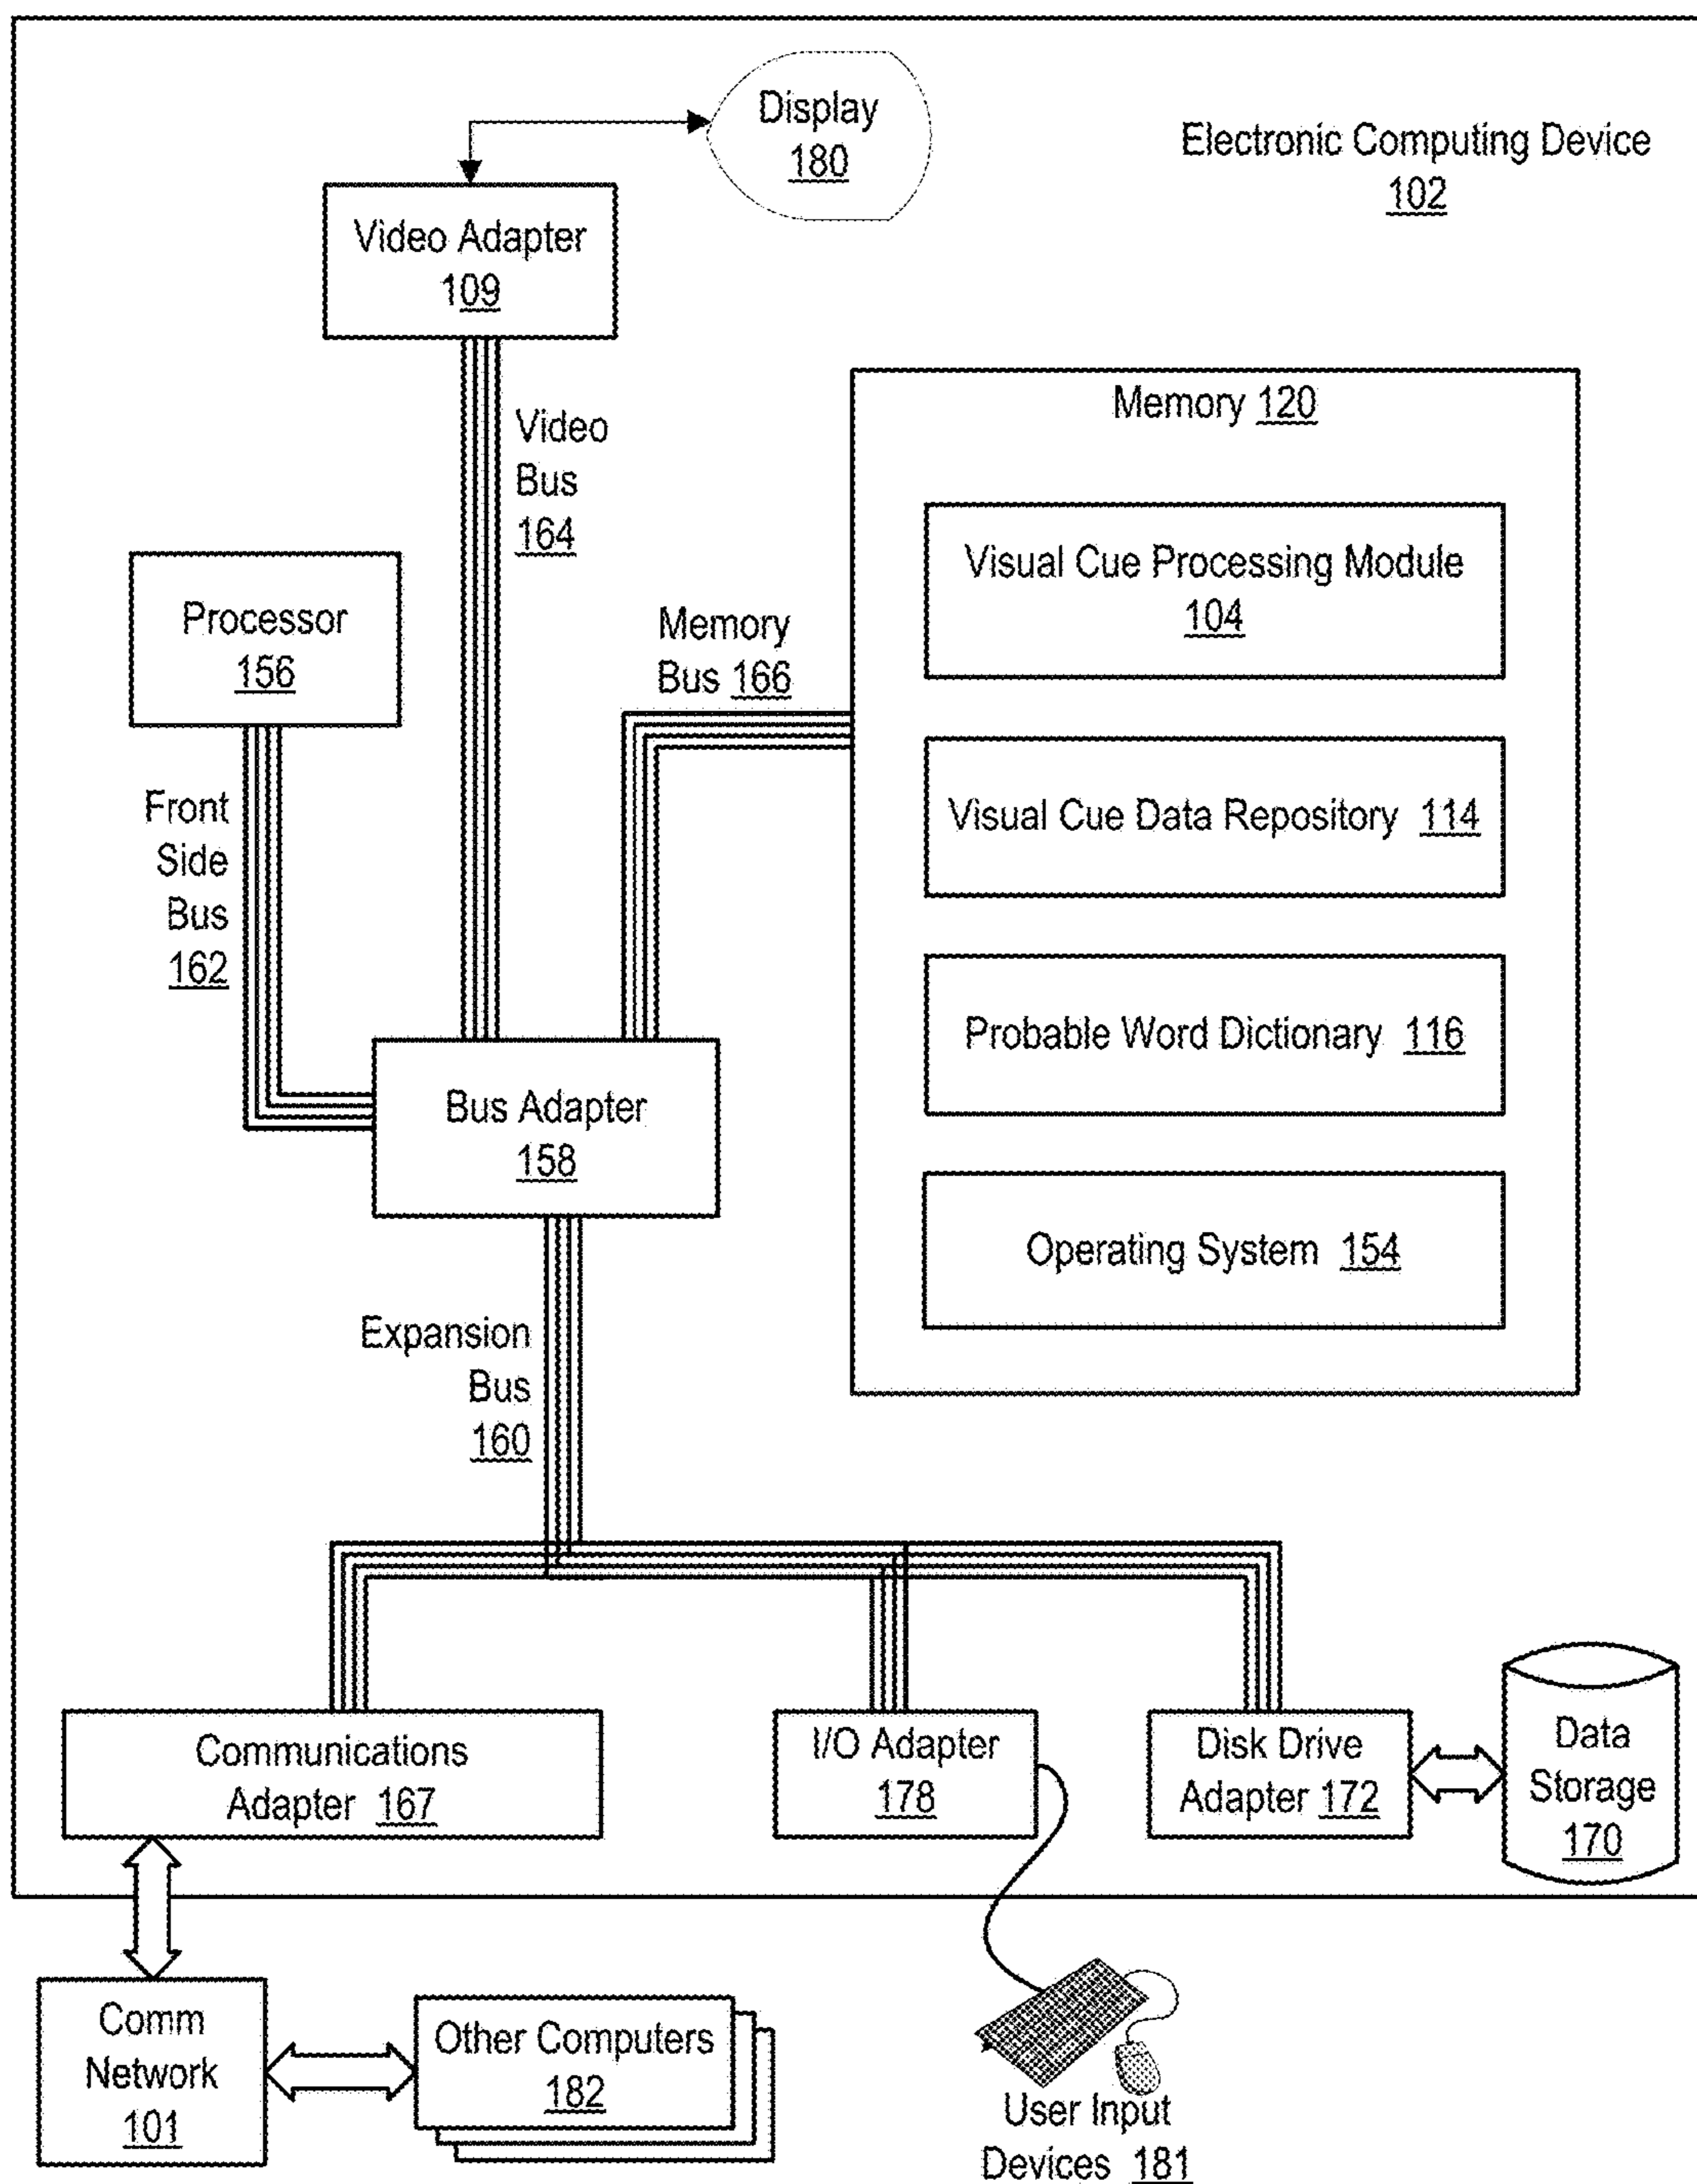 Display
180
Electronic Computing Device
102
Video Adapter
109
Video
Bus
164
Memory 120
Visual Cue Processing Module
104
Processor
156
Memory
Bus 166
Visual Cue Data Repository 114
Front
Side
Bus
162
Probable Word Dictionary 116
Bus Adapter
158
Operating System 154
Expansion
Bus
160
Communications
Adapter 167
I/O Adapter
178
Disk Drive
Adapter 172
Data
Storage
170
Comm
Network
101
Other Computers
182
User Input
Devices 181